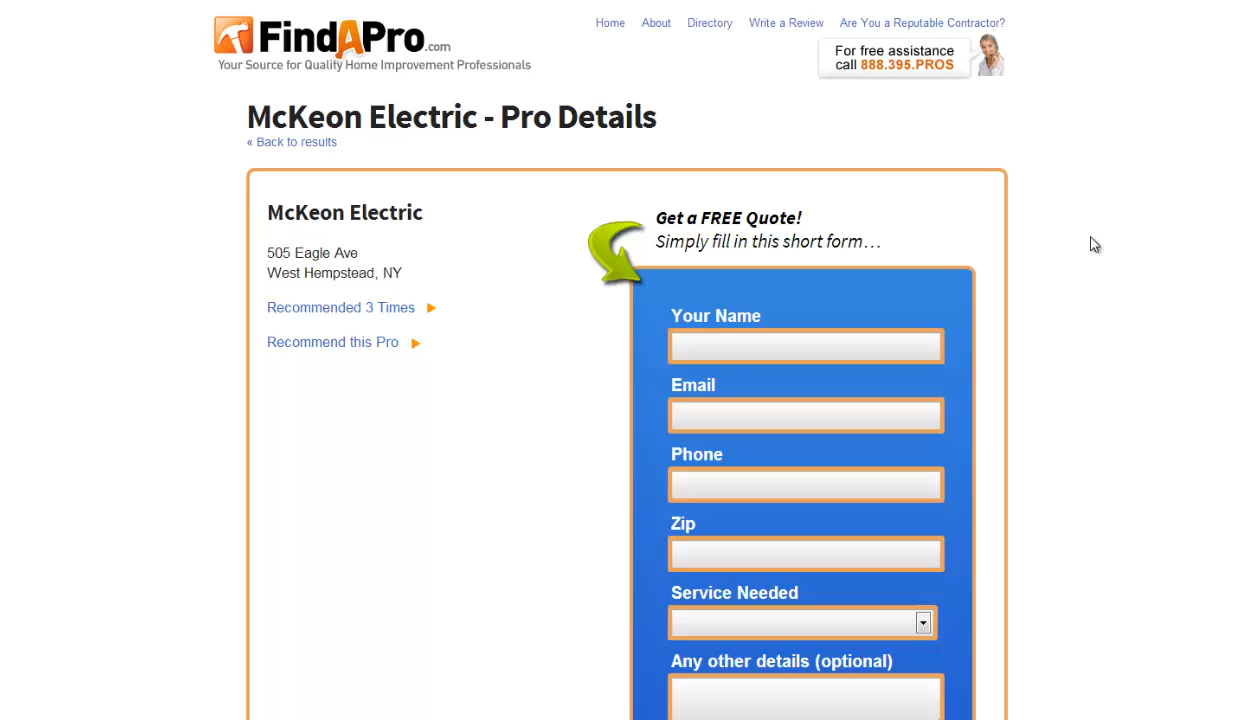 FindAPro.com
Your Source for Quality Home Improvement Professionals
Home About Directory Write a Review Are You a Reputable Contractor?
For free assistance
call 888.395.PROS
McKeon Electric - Pro Details
« Back to results
McKeon Electric
505 Eagle Ave
West Hempstead, NY
Recommended 3 Times
Recommend this Pro
Get a FREE Quote!
Simply fill in this short form...
Your Name
Email
Phone
Zip
Service Needed
Any other details (optional)